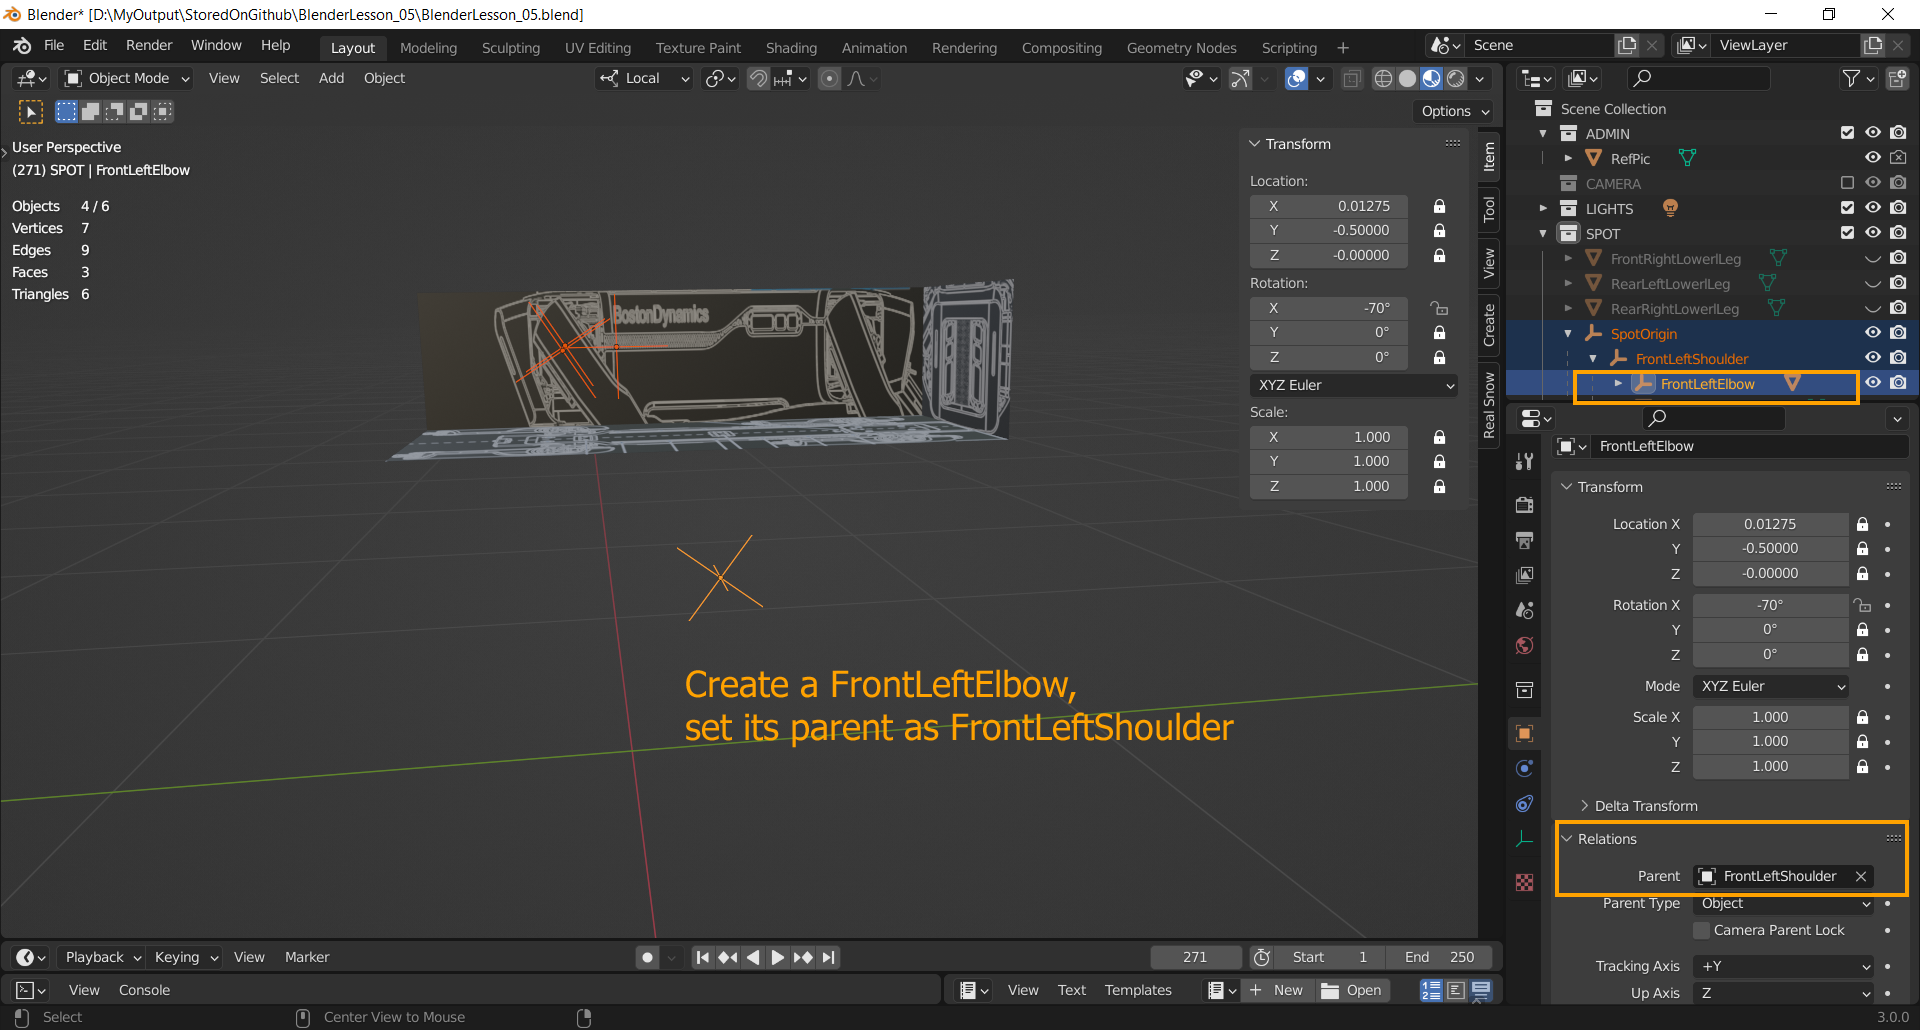 Blender* [D:\MyOutput\StoredOnGithub\BlenderLesson_05\BlenderLesson_05.blend]
File Edit Render Window Help Layout Modeling Sculpting UV Editing Texture Paint Shading Animation Rendering Compositing Geometry Nodes Scripting + Scene ViewLayer
Object Mode View Select Add Object Local
Options
User Perspective
(271) SPOT | FrontLeftElbow
Objects 4 / 6
Vertices 7
Edges 9
Faces 3
Triangles 6
BostonDynamics
Create a FrontLeftElbow,
set its parent as FrontLeftShoulder
Transform
Location:
X 0.01275
Y -0.50000
Z -0.00000
Rotation:
X -70°
Y 0°
Z 0°
XYZ Euler
Scale:
X 1.000
Y 1.000
Z 1.000
Item
Tool
View
Create
Real Snow
Scene Collection
ADMIN
RefPic
CAMERA
LIGHTS
SPOT
FrontRightLowerlLeg
RearLeftLowerlLeg
RearRightLowerlLeg
SpotOrigin
FrontLeftShoulder
FrontLeftElbow
FrontLeftElbow
Transform
Location X 0.01275
Y -0.50000
Z -0.00000
Rotation X -70°
Y 0°
Z 0°
Mode XYZ Euler
Scale X 1.000
Y 1.000
Z 1.000
Delta Transform
Relations
Parent FrontLeftShoulder
Parent Type Object
Camera Parent Lock
Tracking Axis +Y
Up Axis Z
Playback Keying View Marker 271 Start 1 End 250
View Console View Text Templates + New Open
Select Center View to Mouse 3.0.0